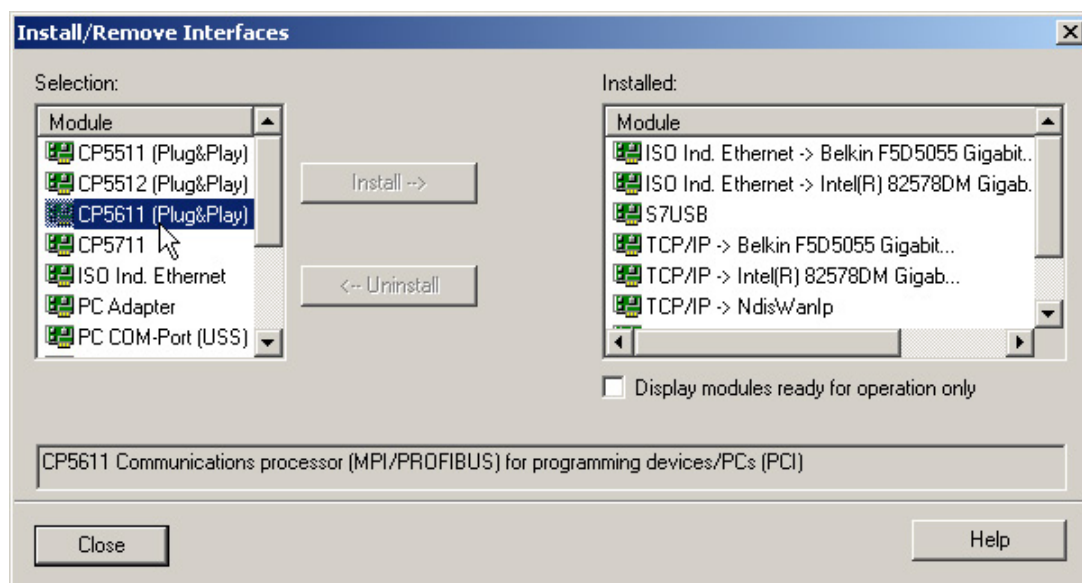 Install/Remove Interfaces
Selection:
Module
CP5511 (Plug&Play)
CP5512 (Plug&Play)
CP5611 (Plug&Play)
CP5711
ISO Ind. Ethernet
PC Adapter
PC COM-Port (USS)
Install -->
<-- Uninstall
Installed:
Module
ISO Ind. Ethernet -> Belkin F5D5055 Gigabit..
ISO Ind. Ethernet -> Intel(R) 82578DM Gigab.
S7USB
TCP/IP -> Belkin F5D5055 Gigabit...
TCP/IP -> Intel(R) 82578DM Gigab...
TCP/IP -> NdisWanIp
Display modules ready for operation only
CP5611 Communications processor (MPI/PROFIBUS) for programming devices/PCs (PCI)
Close
Help